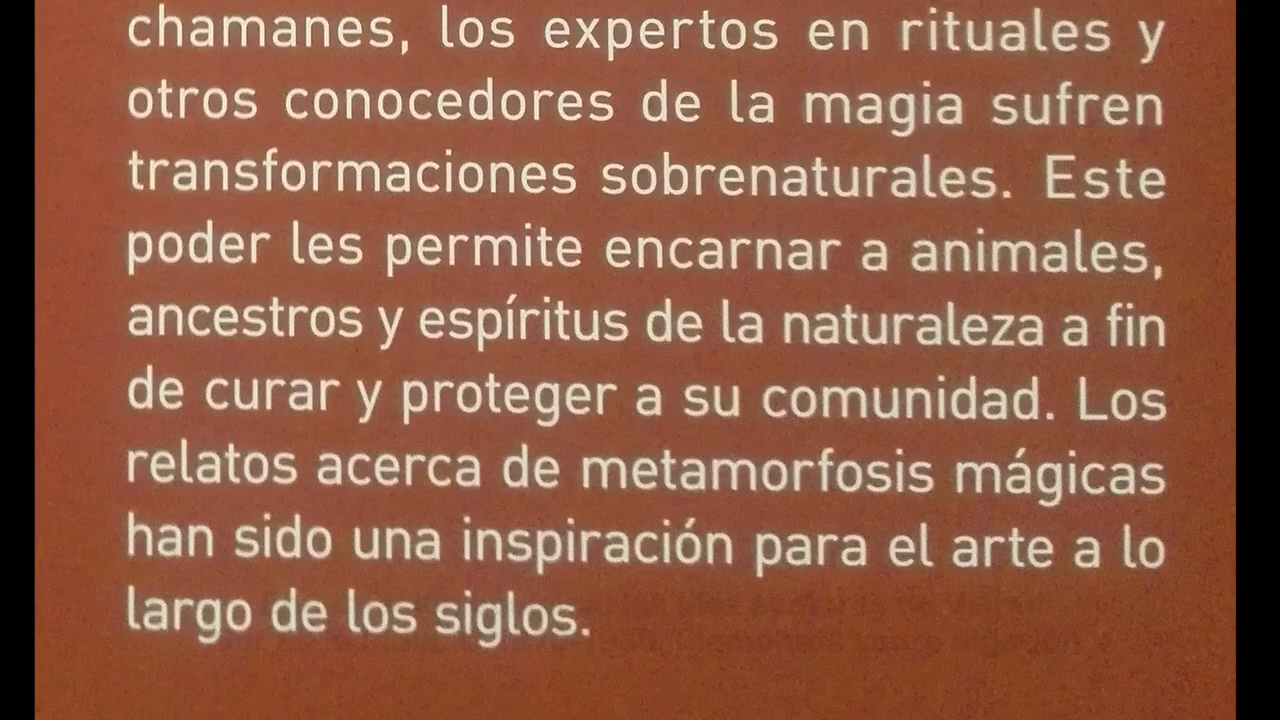 chamanes, los expertos en rituales y
otros conocedores de la magia sufren
transformaciones sobrenaturales. Este
poder les permite encarnar a animales,
ancestros y espíritus de la naturaleza a fin
de curar y proteger a su comunidad. Los
relatos acerca de metamorfosis mágicas
han sido una inspiración para el arte a lo
largo de los siglos.